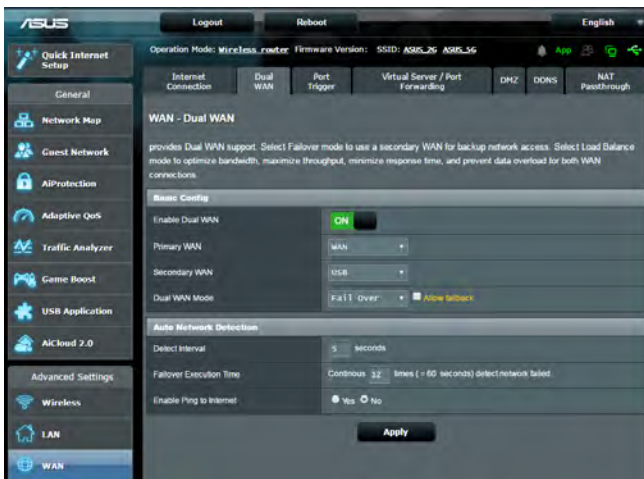 ASUS
Logout
Reboot
English
Quick Internet Setup
Operation Mode: Wireless router Firmware Version: SSID: ASUS_2G ASUS_5G
App
Internet Connection
Dual WAN
Port Trigger
Virtual Server / Port Forwarding
DMZ
DDNS
NAT Passthrough
General
Network Map
Guest Network
AiProtection
Adaptive QoS
Traffic Analyzer
Game Boost
USB Application
AiCloud 2.0
Advanced Settings
Wireless
LAN
WAN
WAN - Dual WAN
provides Dual WAN support. Select Failover mode to use a secondary WAN for backup network access. Select Load Balance
mode to optimize bandwidth, maximize throughput, minimize response time, and prevent data overload for both WAN
connections.
Basic Config
Enable Dual WAN
ON
Primary WAN
WAN
Secondary WAN
USB
Dual WAN Mode
Fail Over
Allow failback
Auto Network Detection
Detect Interval
5 seconds
Failover Execution Time
Continous 12 times ( = 60 seconds) detect network failed.
Enable Ping to Internet
Yes No
Apply